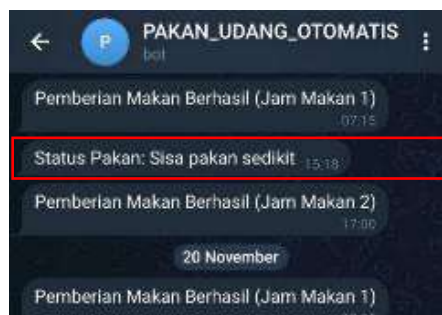 P
PAKAN_UDANG_OTOMATIS
bot
Pemberian Makan Berhasil (Jam Makan 1)
07:15
Status Pakan: Sisa pakan sedikit 15:18
Pemberian Makan Berhasil (Jam Makan 2)
17:00
20 November
Pemberian Makan Berhasil (Jam Makan 1)